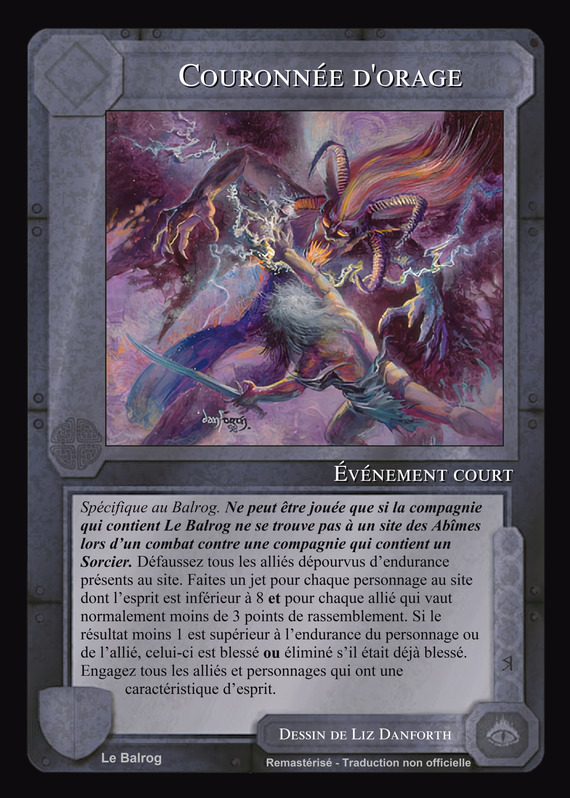 COURONNÉE D'ORAGE
danforth
98
ÉVÉNEMENT COURT
Spécifique au Balrog. Ne peut être jouée que si la compagnie
qui contient Le Balrog ne se trouve pas à un site des Abîmes
lors d'un combat contre une compagnie qui contient un
Sorcier. Défaussez tous les alliés dépourvus d'endurance
présents au site. Faites un jet pour chaque personnage au site
dont l'esprit est inférieur à 8 et pour chaque allié qui vaut
normalement moins de 3 points de rassemblement. Si le
résultat moins 1 est supérieur à l'endurance du personnage ou
de l'allié, celui-ci est blessé ou éliminé s'il était déjà blessé.
Engagez tous les alliés et personnages qui ont une
caractéristique d'esprit.
DESSIN DE LIZ DANFORTH
Le Balrog
Remastérisé - Traduction non officielle